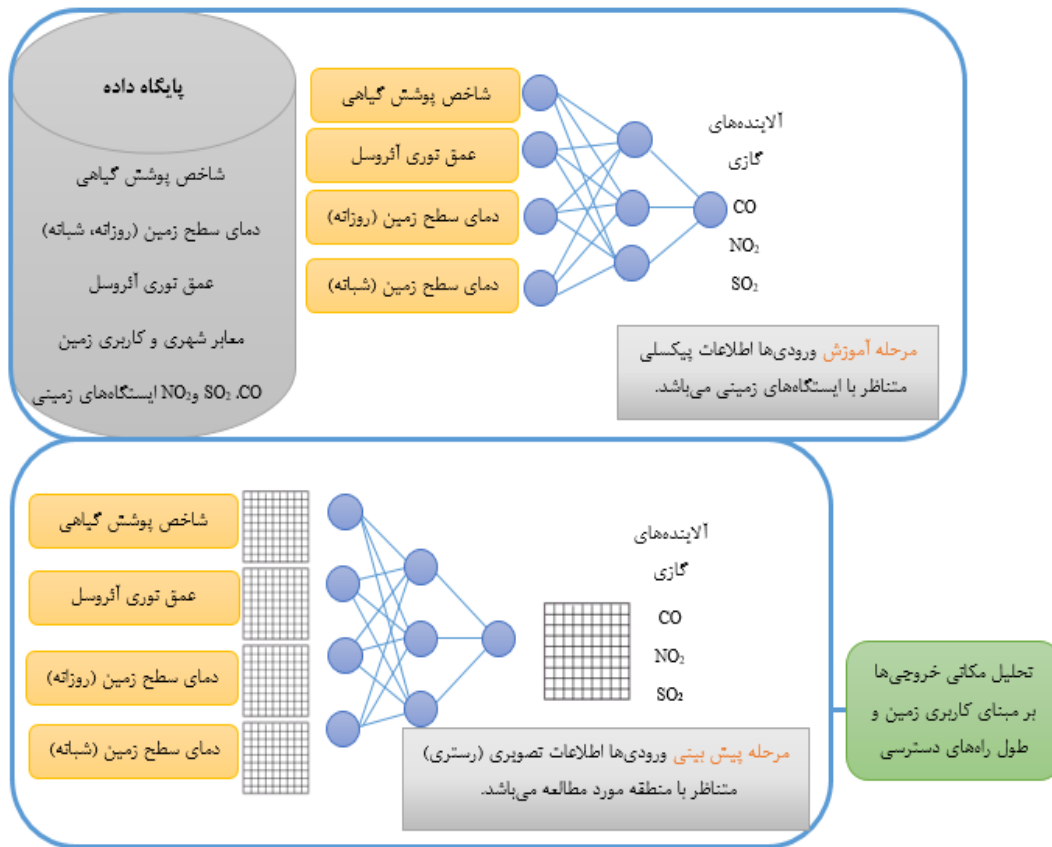 پایگاه داده
شاخص پوشش گیاهی
دمای سطح زمین (روزانه، شبانه)
عمق توری آئروسل
معابر شهری و کاربری زمین
SO₂ ،CO وNO₂ ایستگاه‌های زمینی
شاخص پوشش گیاهی
عمق توری آئروسل
دمای سطح زمین (روزانه)
دمای سطح زمین (شبانه)
آلاینده‌های
گازی
CO
NO₂
SO₂
مرحله آموزش ورودی‌ها اطلاعات پیکسلی
متناظر با ایستگاه‌های زمینی می‌باشد.
شاخص پوشش گیاهی
عمق توری آئروسل
دمای سطح زمین (روزانه)
دمای سطح زمین (شبانه)
آلاینده‌های
گازی
CO
NO₂
SO₂
مرحله پیش بینی ورودی‌ها اطلاعات تصویری (رستری)
متناظر با منطقه مورد مطالعه می‌باشد.
تحلیل مکانی خروجی‌ها
بر مبنای کاربری زمین و
طول راه‌های دسترسی